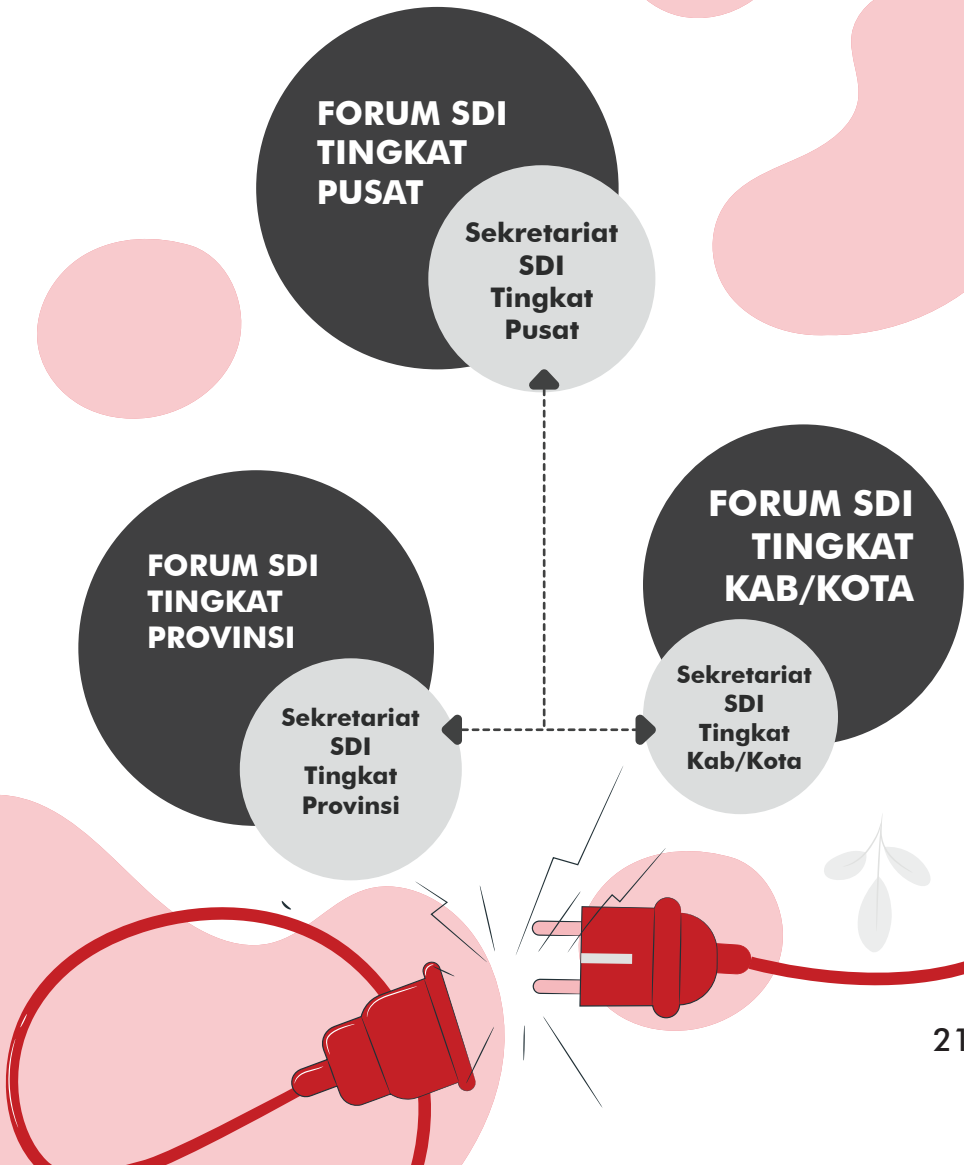 FORUM SDI
TINGKAT
PUSAT
Sekretariat
SDI
Tingkat
Pusat
FORUM SDI
TINGKAT
PROVINSI
Sekretariat
SDI
Tingkat
Provinsi
FORUM SDI
TINGKAT
KAB/KOTA
Sekretariat
SDI
Tingkat
Kab/Kota
21